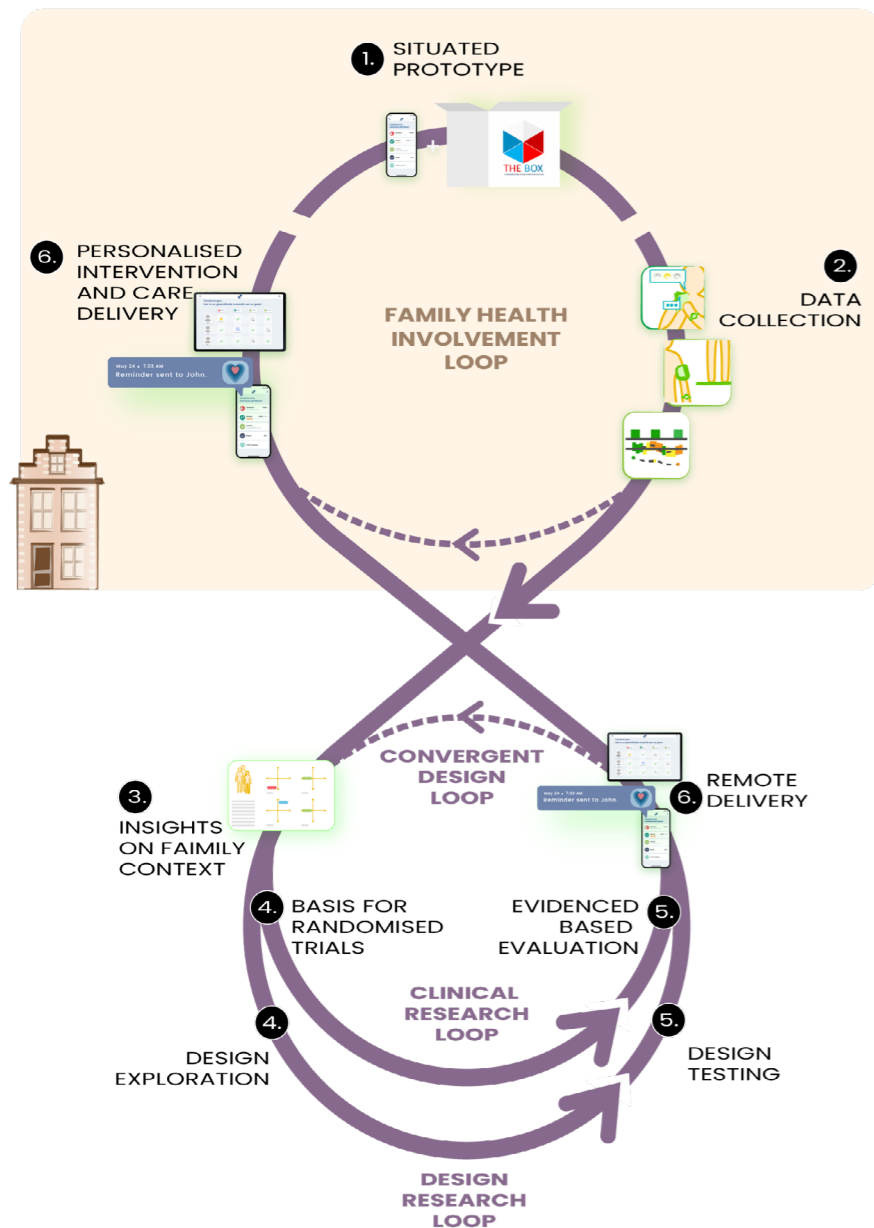 1.
SITUATED
PROTOTYPE
THE BOX
6.
PERSONALISED
INTERVENTION
AND CARE
DELIVERY
2.
DATA
COLLECTION
FAMILY HEALTH
INVOLVEMENT
LOOP
May 24 • 7:03 AM
Reminder sent to John.
CONVERGENT
DESIGN
LOOP
3.
INSIGHTS
ON FAIMILY
CONTEXT
6.
REMOTE
DELIVERY
May 24 • 7:03 AM
Reminder sent to John.
4.
BASIS FOR
RANDOMISED
TRIALS
EVIDENCED
BASED
EVALUATION
5.
CLINICAL
RESEARCH
LOOP
4.
DESIGN
EXPLORATION
5.
DESIGN
TESTING
DESIGN
RESEARCH
LOOP